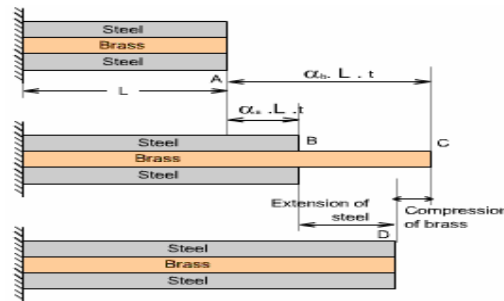 Steel
Brass
Steel
A
L
αb. L . t
αs . L . t
Steel
Brass
Steel
B
C
Extension of
steel
Compression
of brass
D
Steel
Brass
Steel